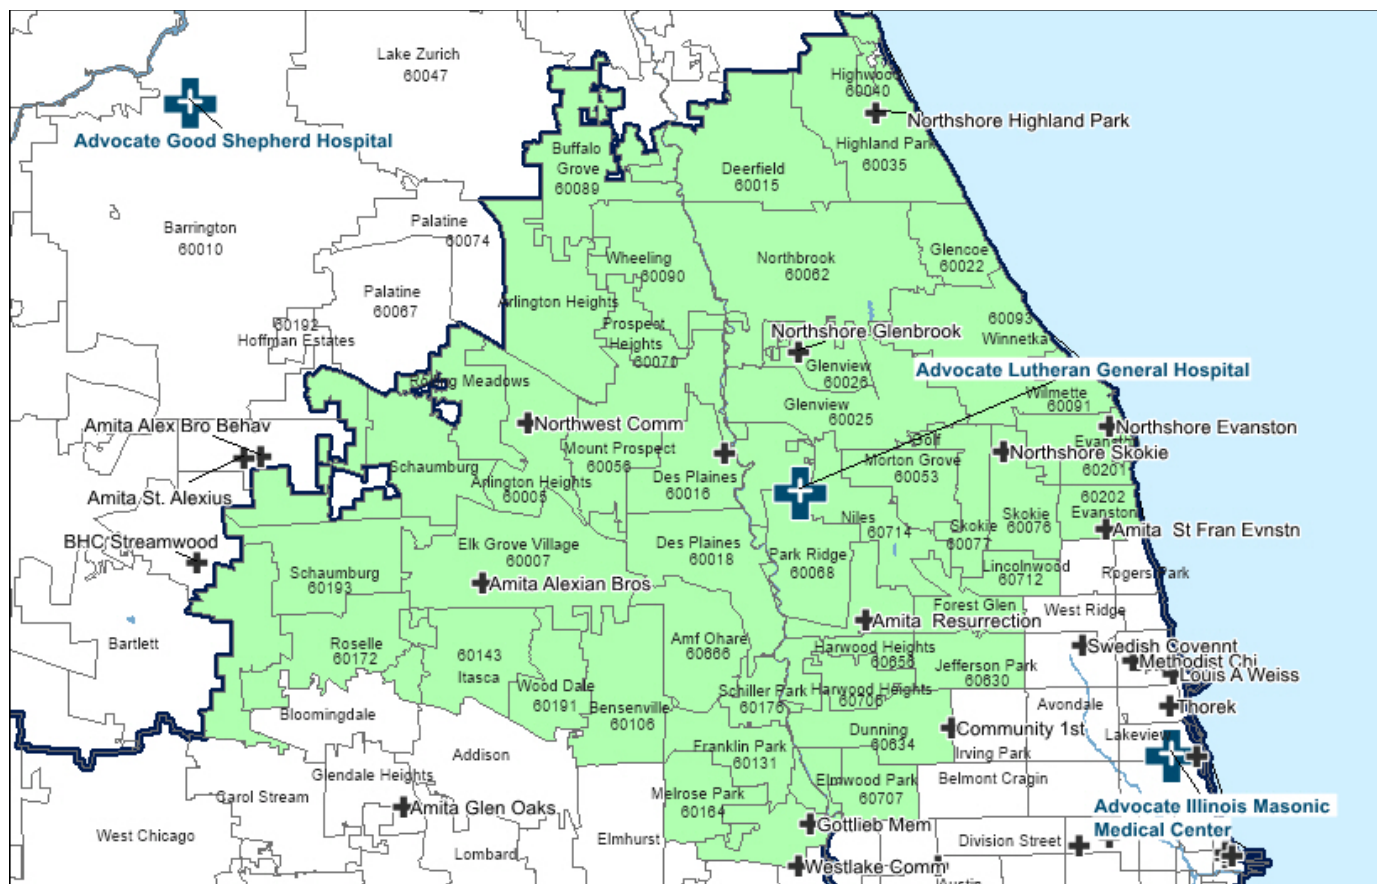 Lake Zurich
60047
Highwood
60040
Advocate Good Shepherd Hospital
Northshore Highland Park
Highland Park
60035
Buffalo
Grove
60089
Deerfield
60015
Barrington
60010
Palatine
60074
Glencoe
60022
Wheeling
60090
Northbrook
60062
Palatine
60067
Arlington Heights
60192
Hoffman Estates
60093
Winnetka
Prospect
Heights
60070
Northshore Glenbrook
Glenview
60026
Advocate Lutheran General Hospital
Rolling Meadows
Wilmette
60091
Glenview
60025
Amita Alex Bro Behav
Northwest Comm
Northshore Evanston
Mount Prospect
60056
Golf
Evanston
60201
Northshore Skokie
Morton Grove
60053
Schaumburg
Arlington Heights
60005
Des Plaines
60016
Amita St. Alexius
60202
Evanston
Niles
60714
Skokie
60077
Skokie
60076
Amita St Fran Evnstn
BHC Streamwood
Elk Grove Village
60007
Des Plaines
60018
Park Ridge
60068
Lincolnwood
60712
Rogers Park
Schaumburg
60193
Amita Alexian Bros
Forest Glen
West Ridge
Amita Resurrection
Bartlett
Roselle
60172
60143
Itasca
Amf Ohare
60666
Harwood Heights
60656
Jefferson Park
60630
Swedish Covennt
Methodist Chi
Louis A Weiss
Wood Dale
60191
Bensenville
60106
Schiller Park
60176
Harwood Heights
60706
Avondale
Thorek
Bloomingdale
Dunning
60634
Community 1st
Irving Park
Lakeview
Addison
Franklin Park
60131
Glendale Heights
Belmont Cragin
Elmwood Park
60707
Carol Stream
Melrose Park
60164
Amita Glen Oaks
Advocate Illinois Masonic
Medical Center
West Chicago
Elmhurst
Gottlieb Mem
Division Street
Lombard
Westlake Comm
Austin